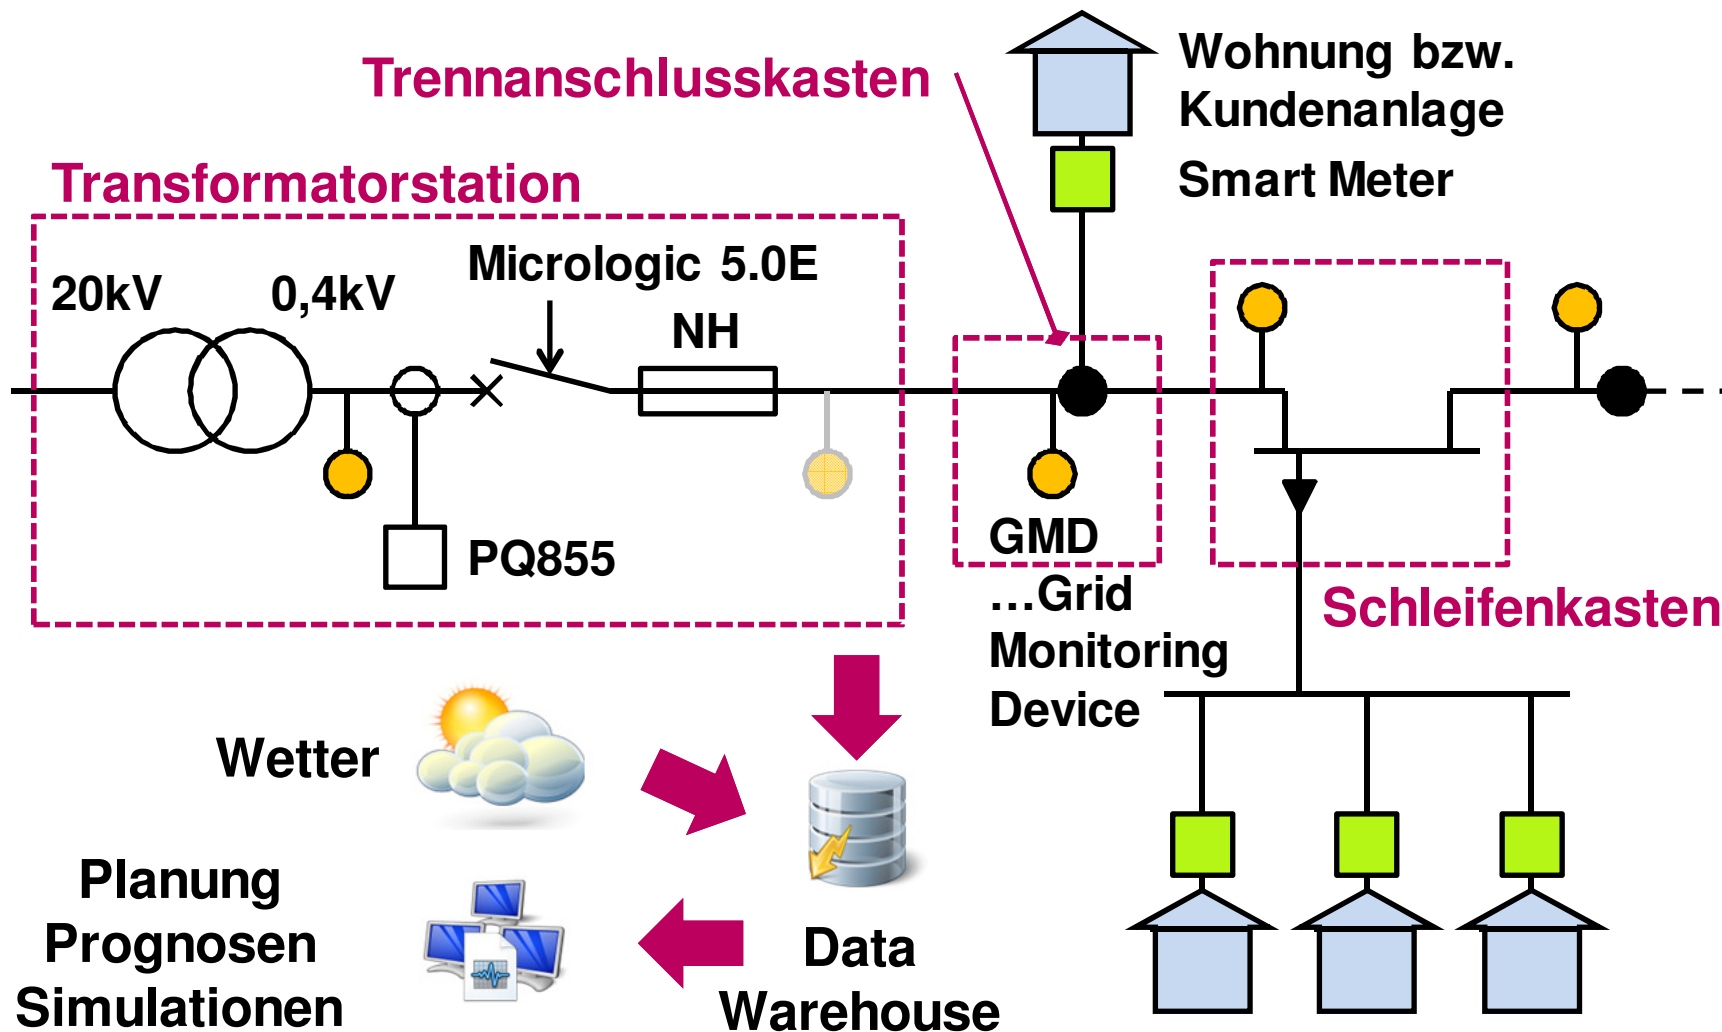 Trennanschlusskasten
Wohnung bzw.
Kundenanlage
Smart Meter
Transformatorstation
20kV
0,4kV
Micrologic 5.0E
NH
PQ855
GMD
…Grid
Monitoring
Device
Schleifenkasten
Wetter
Planung
Prognosen
Simulationen
Data
Warehouse